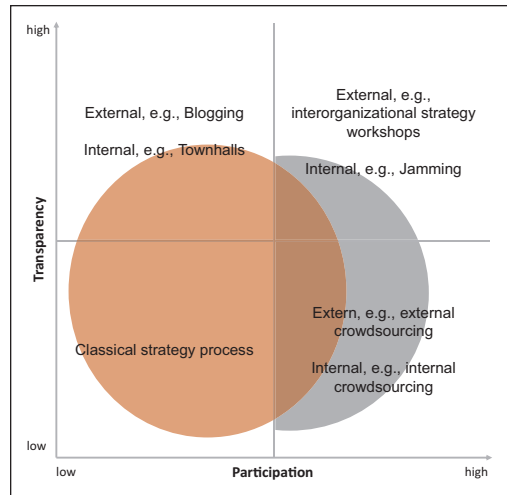 high
External, e.g., Blogging
Internal, e.g., Townhalls
External, e.g.,
interorganizational strategy
workshops
Internal, e.g., Jamming
Transparency
Classical strategy process
Extern, e.g., external
crowdsourcing
Internal, e.g., internal
crowdsourcing
low
low
Participation
high